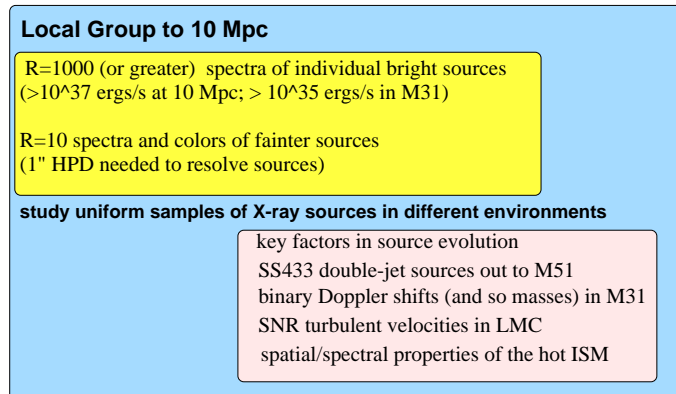 Local Group to 10 Mpc
R=1000 (or greater) spectra of individual bright sources
(>10^37 ergs/s at 10 Mpc; > 10^35 ergs/s in M31)
R=10 spectra and colors of fainter sources
(1" HPD needed to resolve sources)
study uniform samples of X-ray sources in different environments
key factors in source evolution
SS433 double-jet sources out to M51
binary Doppler shifts (and so masses) in M31
SNR turbulent velocities in LMC
spatial/spectral properties of the hot ISM